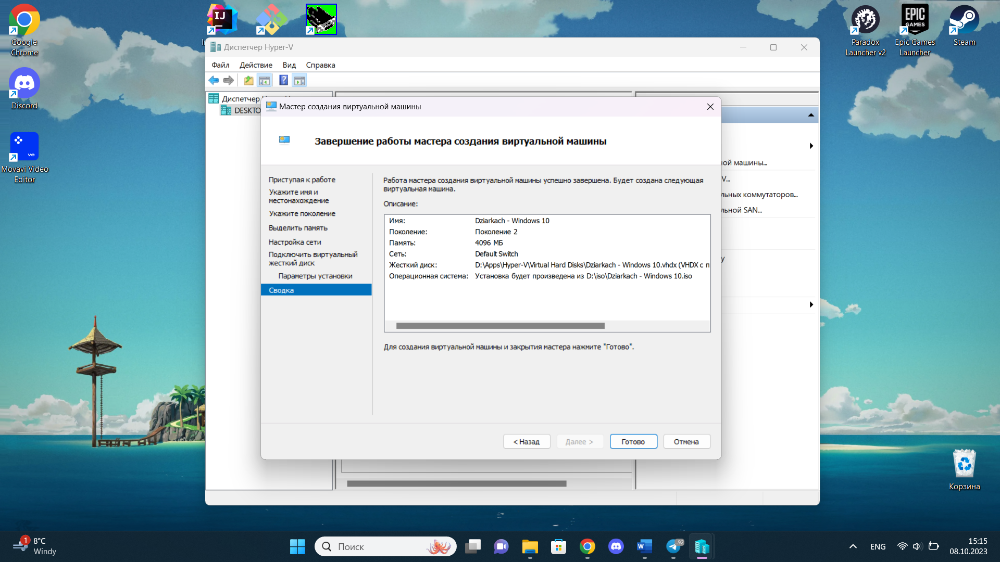 Google
Chrome
Discord
ve
Movavi Video
Editor
IJ
Paradox
Launcher v2
EPIC
GAMES
Epic Games
Launcher
Steam
Диспетчер Hyper-V
Файл
Действие
Вид
Справка
Диспетчер
DESKTO
Мастер создания виртуальной машины
Завершение работы мастера создания виртуальной машины
Приступая к работе
Укажите имя и
местонахождение
Укажите поколение
Выделить память
Настройка сети
Подключить виртуальный
жесткий диск
Параметры установки
Сводка
Работа мастера создания виртуальной машины успешно завершена. Будет создана следующая
виртуальная машина.
Описание:
Имя: Dziarkach - Windows 10
Поколение: Поколение 2
Память: 4096 МБ
Сеть: Default Switch
Жесткий диск: D:\Apps\Hyper-V\Virtual Hard Disks\Dziarkach - Windows 10.vhdx (VHDX с п
Операционная система: Установка будет произведена из D:\iso\Dziarkach - Windows 10.iso
Для создания виртуальной машины и закрытия мастера нажмите "Готово".
< Назад
Далее >
Готово
Отмена
ой машины...
V...
льных коммутаторов...
льной SAN...
у
Корзина
1
8°C
Windy
Поиск
W
92
ENG
15:15
08.10.2023